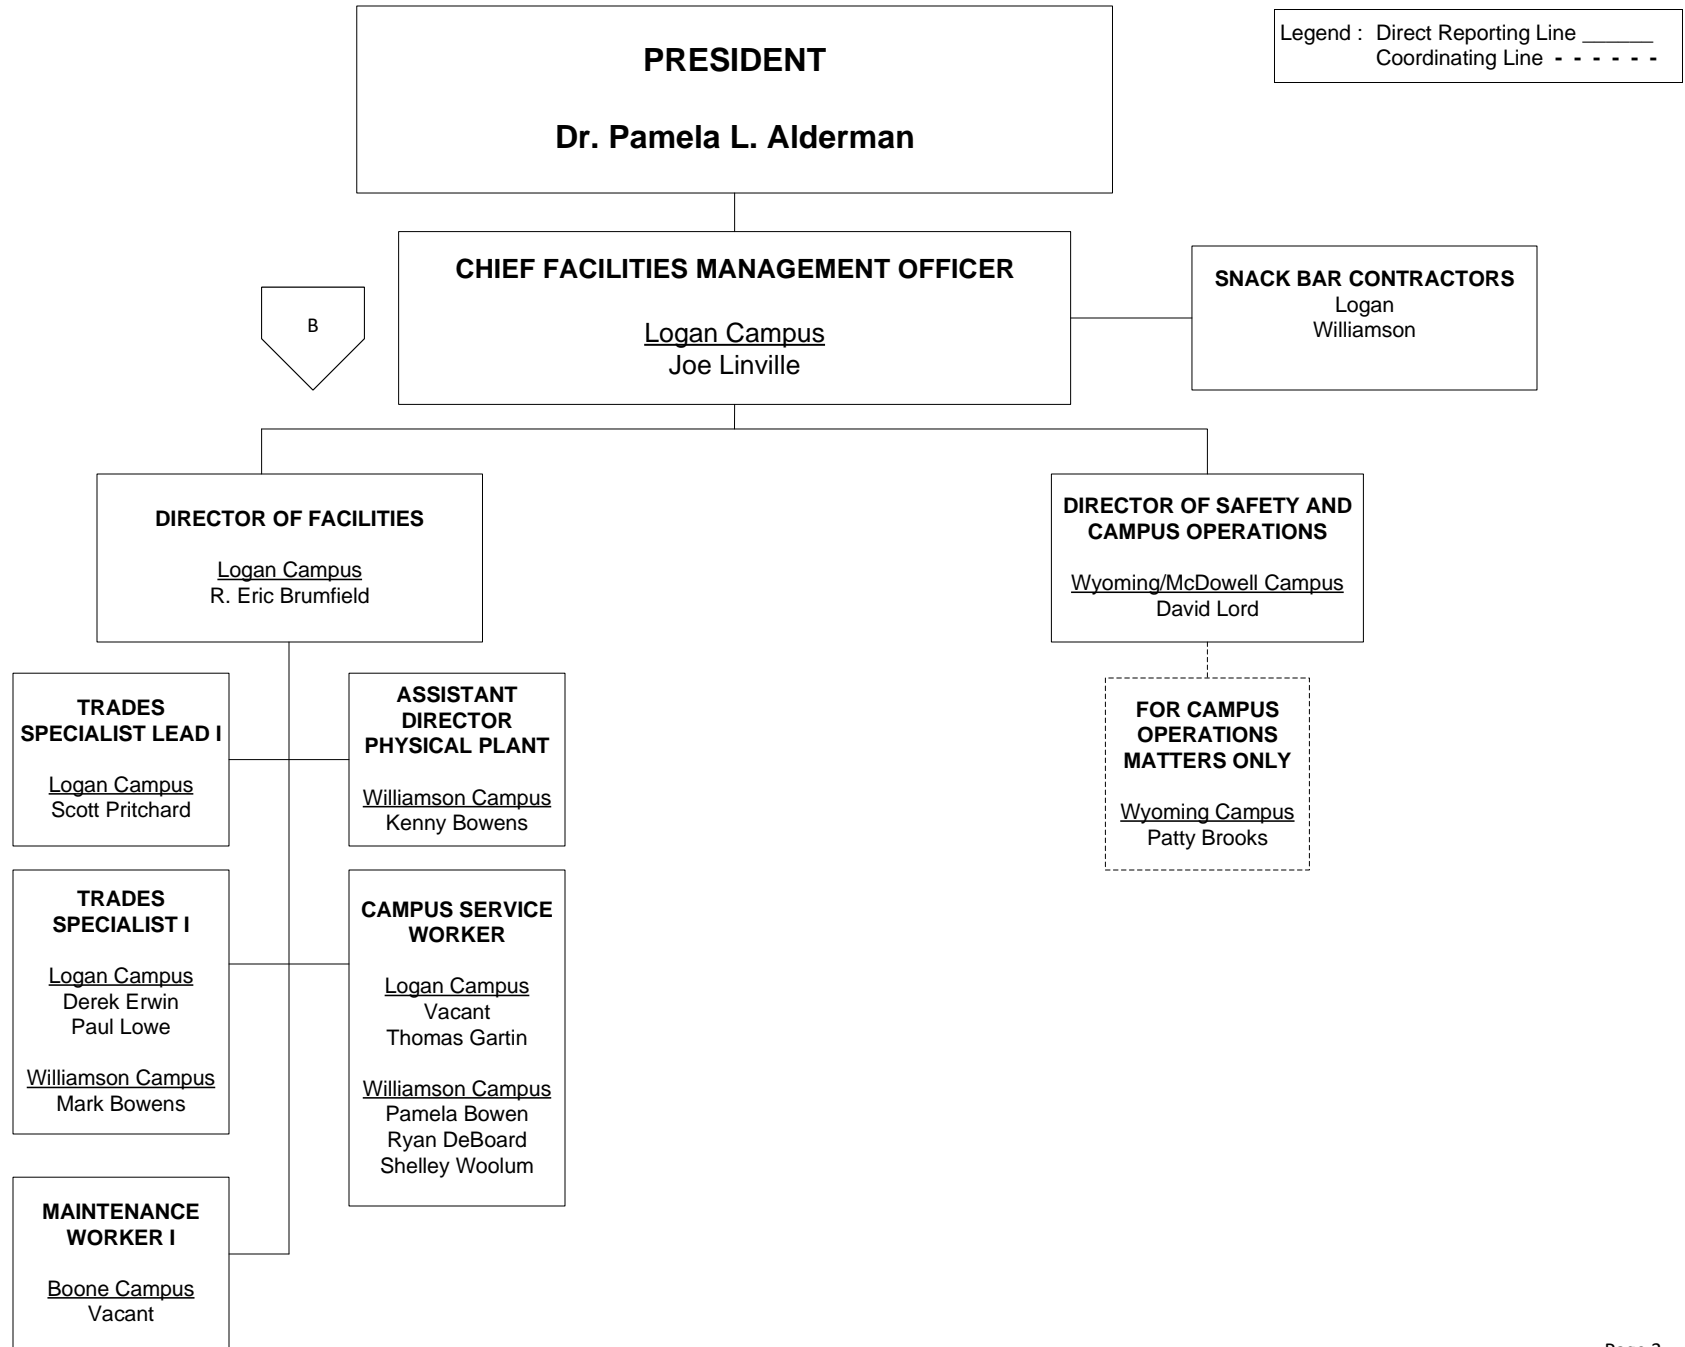 PRESIDENT
Dr. Pamela L. Alderman
Legend : Direct Reporting Line ______
Coordinating Line - - - - - -
CHIEF FACILITIES MANAGEMENT OFFICER
Logan Campus
Joe Linville
SNACK BAR CONTRACTORS
Logan
Williamson
B
DIRECTOR OF FACILITIES
Logan Campus
R. Eric Brumfield
DIRECTOR OF SAFETY AND
CAMPUS OPERATIONS
Wyoming/McDowell Campus
David Lord
TRADES
SPECIALIST LEAD I
Logan Campus
Scott Pritchard
ASSISTANT
DIRECTOR
PHYSICAL PLANT
Williamson Campus
Kenny Bowens
FOR CAMPUS
OPERATIONS
MATTERS ONLY
Wyoming Campus
Patty Brooks
TRADES
SPECIALIST I
Logan Campus
Derek Erwin
Paul Lowe
Williamson Campus
Mark Bowens
CAMPUS SERVICE
WORKER
Logan Campus
Vacant
Thomas Gartin
Williamson Campus
Pamela Bowen
Ryan DeBoard
Shelley Woolum
MAINTENANCE
WORKER I
Boone Campus
Vacant